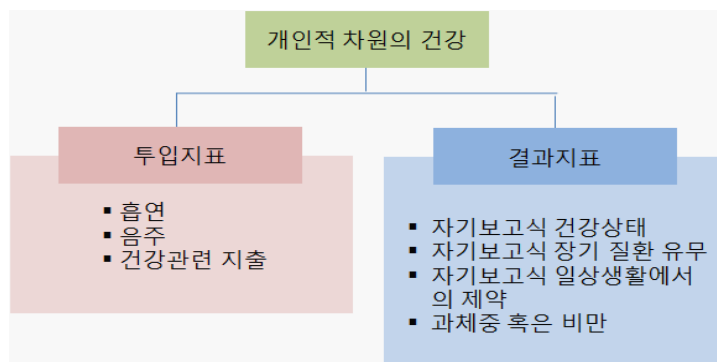 개인적 차원의 건강
투입지표
▪ 흡연
▪ 음주
▪ 건강관련 지출
결과지표
▪ 자기보고식 건강상태
▪ 자기보고식 장기 질환 유무
▪ 자기보고식 일상생활에서
의 제약
▪ 과체중 혹은 비만